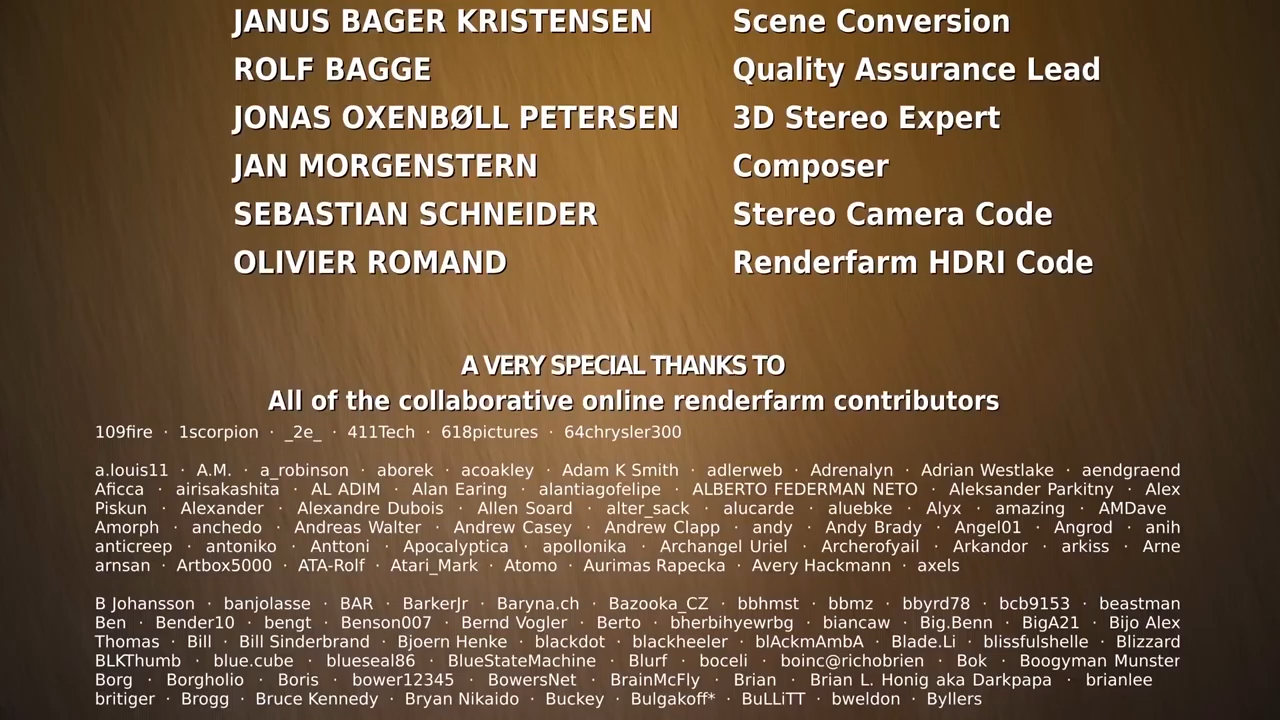 JANUS BAGER KRISTENSEN Scene Conversion
ROLF BAGGE Quality Assurance Lead
JONAS OXENBØLL PETERSEN 3D Stereo Expert
JAN MORGENSTERN Composer
SEBASTIAN SCHNEIDER Stereo Camera Code
OLIVIER ROMAND Renderfarm HDRI Code
A VERY SPECIAL THANKS TO
All of the collaborative online renderfarm contributors
109fire · 1scorpion · _2e_ · 411Tech · 618pictures · 64chrysler300
a.louis11 · A.M. · a_robinson · aborek · acoakley · Adam K Smith · adlerweb · Adrenalyn · Adrian Westlake · aendgraend
Aficca · airisakashita · AL ADIM · Alan Earing · alantiagofelipe · ALBERTO FEDERMAN NETO · Aleksander Parkitny · Alex
Piskun · Alexander · Alexandre Dubois · Allen Soard · alter_sack · alucarde · aluebke · Alyx · amazing · AMDave
Amorph · anchedo · Andreas Walter · Andrew Casey · Andrew Clapp · andy · Andy Brady · Angel01 · Angrod · anih
anticreep · antoniko · Anttoni · Apocalyptica · apollonika · Archangel Uriel · Archerofyail · Arkandor · arkiss · Arne
arnsan · Artbox5000 · ATA-Rolf · Atari_Mark · Atomo · Aurimas Rapecka · Avery Hackmann · axels
B Johansson · banjolasse · BAR · BarkerJr · Baryna.ch · Bazooka_CZ · bbhmst · bbmz · bbyrd78 · bcb9153 · beastman
Ben · Bender10 · bengt · Benson007 · Bernd Vogler · Berto · bherbihyewrbg · biancaw · Big.Benn · BigA21 · Bijo Alex
Thomas · Bill · Bill Sinderbrand · Bjoern Henke · blackdot · blackheeler · blAckmAmbA · Blade.Li · blissfulshelle · Blizzard
BLKThumb · blue.cube · blueseal86 · BlueStateMachine · Blurf · boceli · boinc@richobrien · Bok · Boogyman Munster
Borg · Borgholio · Boris · bower12345 · BowersNet · BrainMcFly · Brian · Brian L. Honig aka Darkpapa · brianlee
britiger · Brogg · Bruce Kennedy · Bryan Nikaido · Buckey · Bulgakoff* · BuLLiTT · bweldon · Byllers